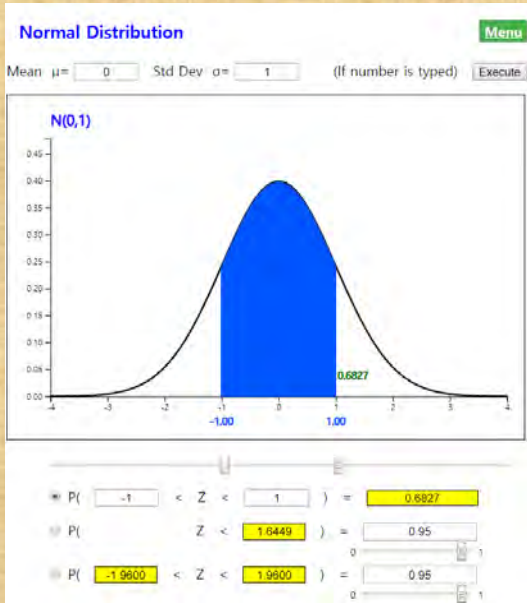 Normal Distribution Menu
Mean μ= 0 Std Dev σ= 1 (If number is typed) Execute
N(0,1)
0.45
0.40
0.35
0.30
0.25
0.20
0.15
0.10
0.05
0.6827
0.00
-4 -3 -2 -1 0 1 2 3 4
-1.00 1.00
P( -1 < Z < 1 ) = 0.6827
P( Z < 1.6449 ) = 0.95
0 1
P( -1.9600 < Z < 1.9600 ) = 0.95
0 1